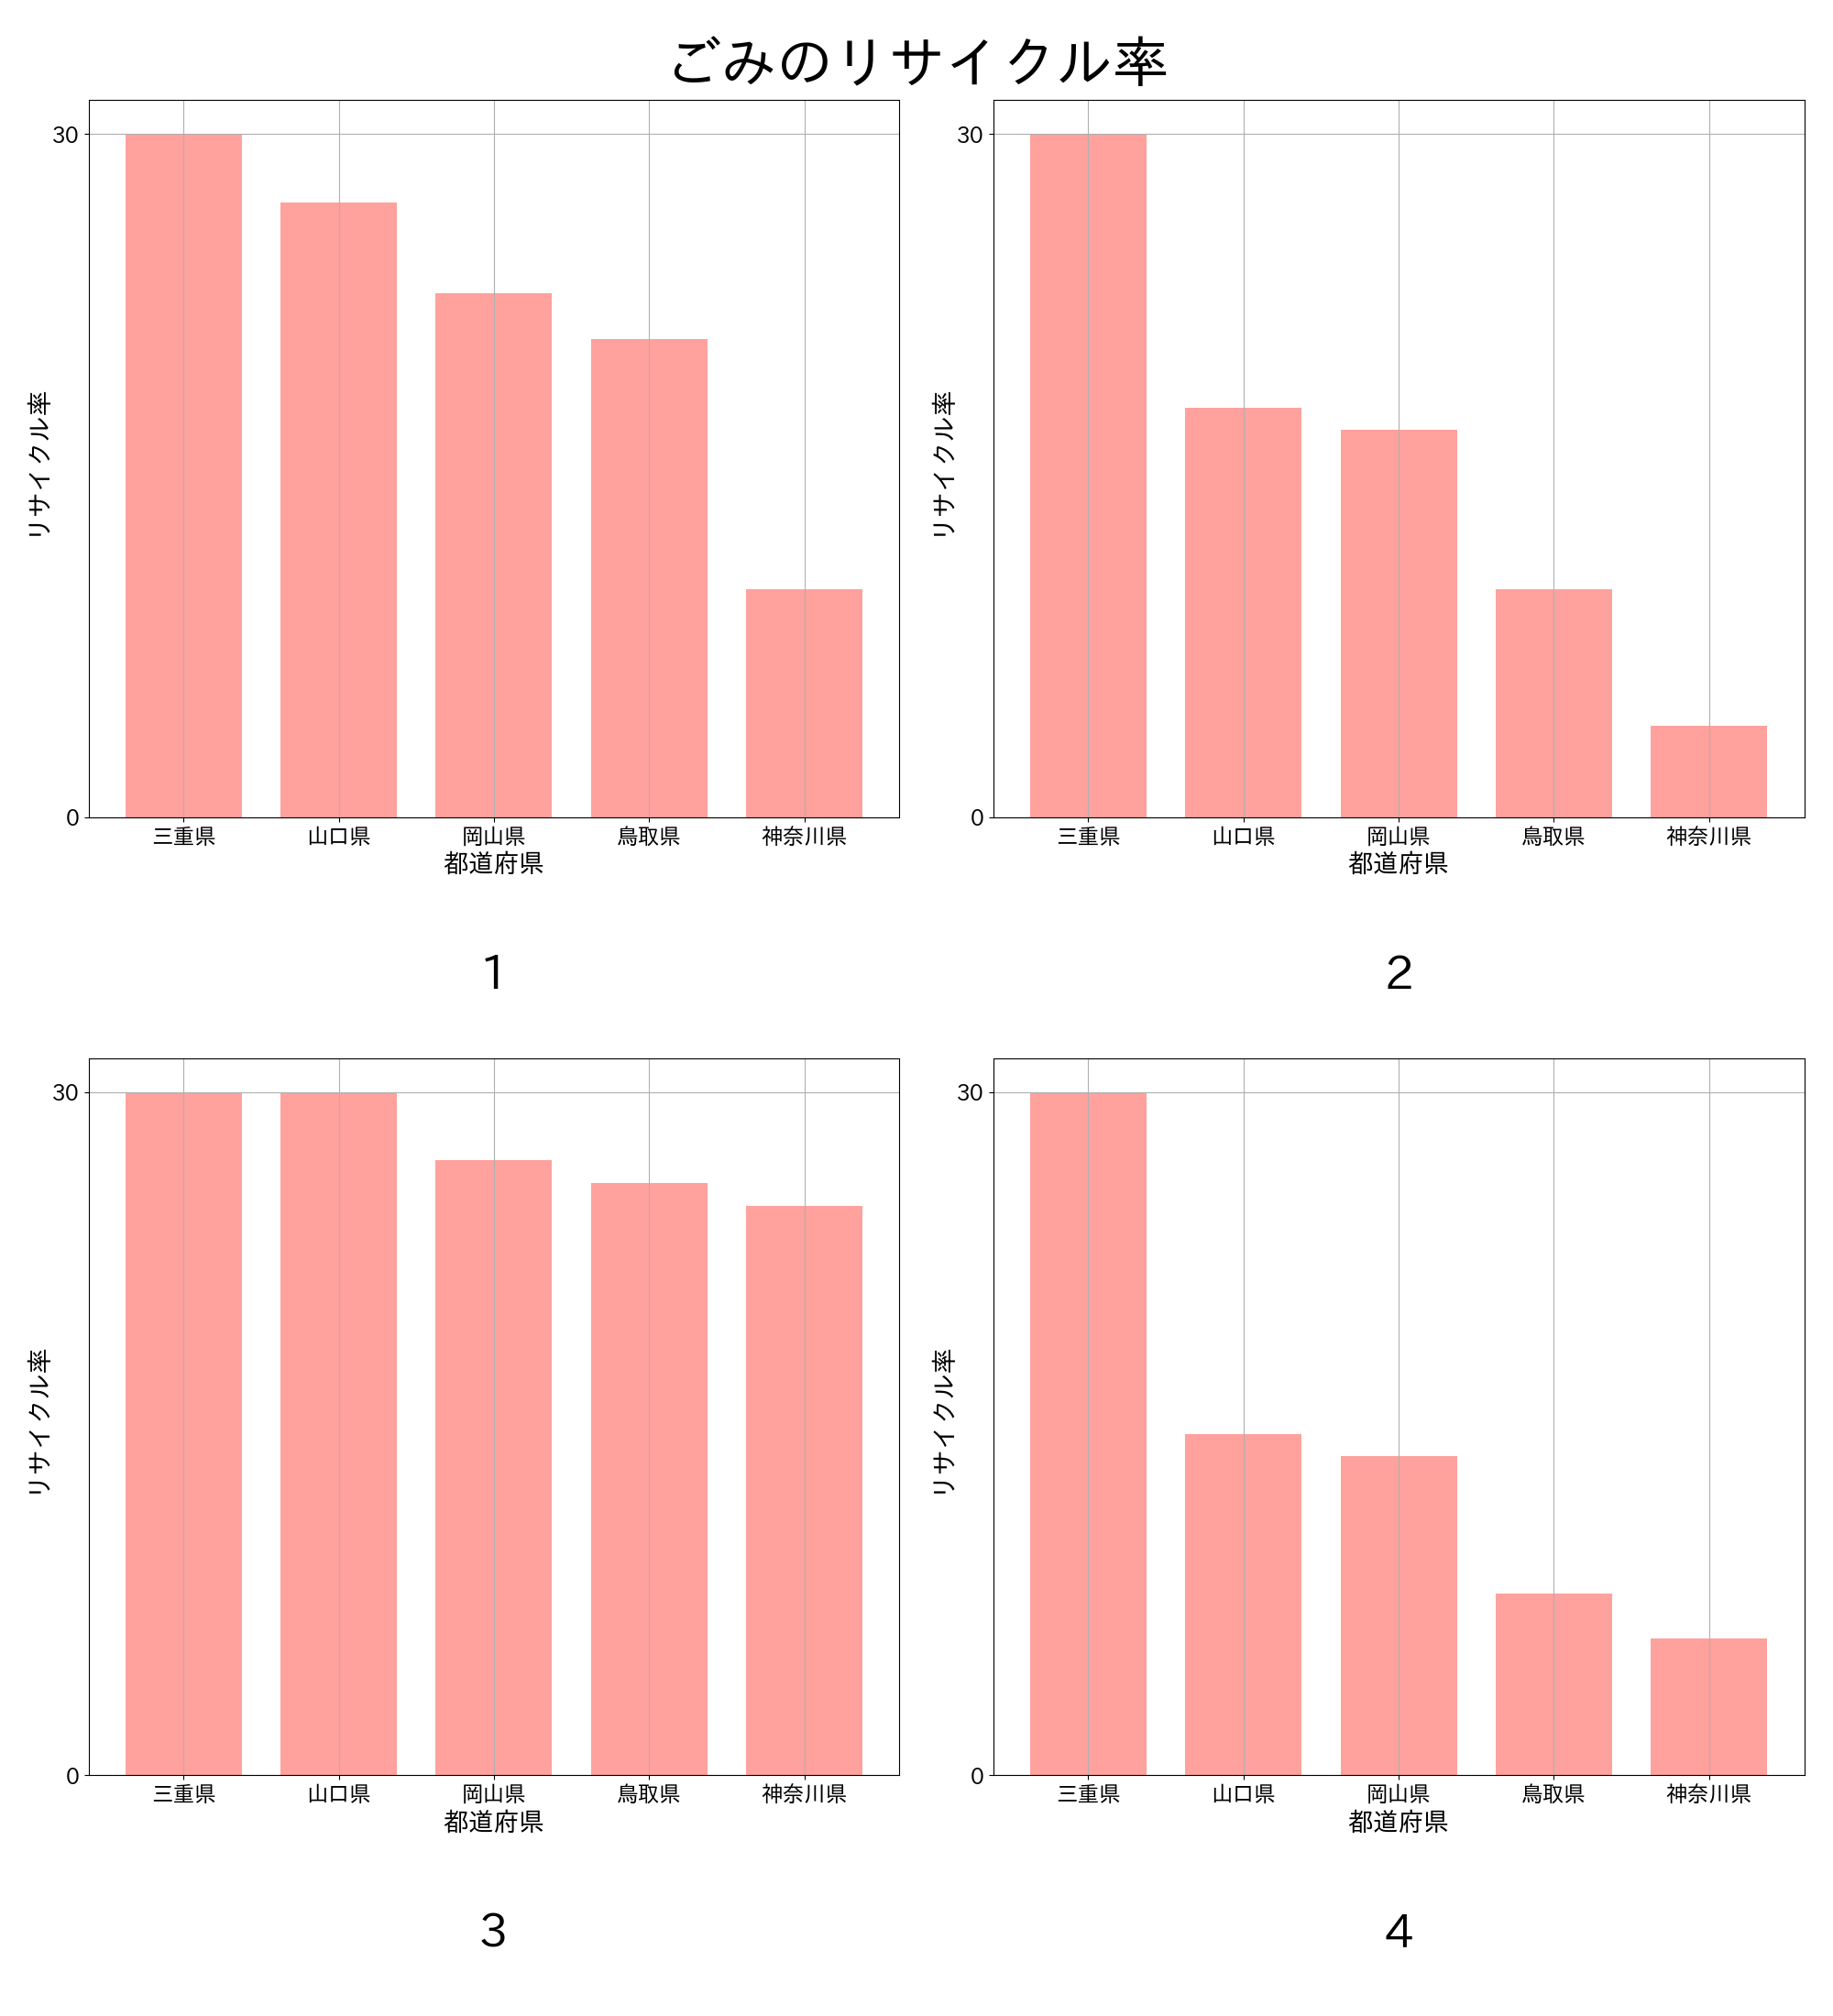 ごみのリサイクル率
30
0
リサイクル率
三重県 山口県 岡山県 鳥取県 神奈川県
都道府県
1
30
0
リサイクル率
三重県 山口県 岡山県 鳥取県 神奈川県
都道府県
2
30
0
リサイクル率
三重県 山口県 岡山県 鳥取県 神奈川県
都道府県
3
30
0
リサイクル率
三重県 山口県 岡山県 鳥取県 神奈川県
都道府県
4